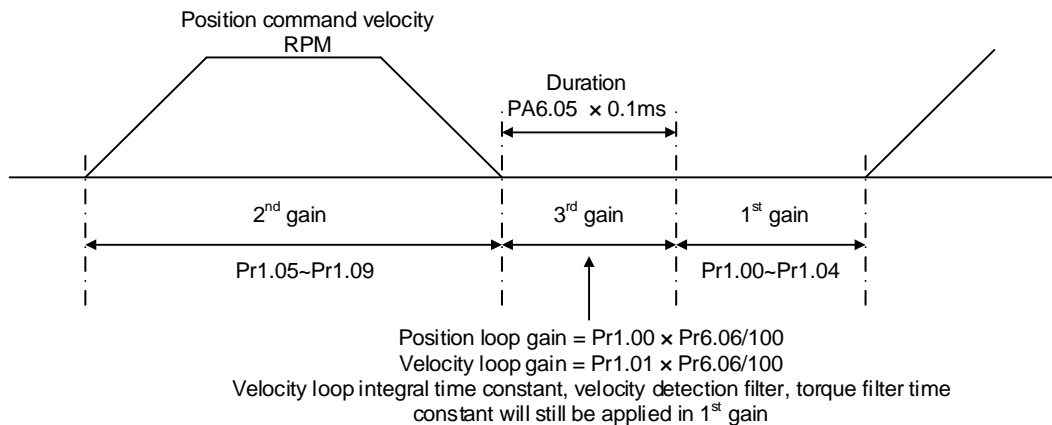 Position command velocity
RPM
Duration
PA6.05 × 0.1ms
2nd gain
3rd gain
1st gain
Pr1.05~Pr1.09
Pr1.00~Pr1.04
Position loop gain = Pr1.00 × Pr6.06/100
Velocity loop gain = Pr1.01 × Pr6.06/100
Velocity loop integral time constant, velocity detection filter, torque filter time
constant will still be applied in 1st gain